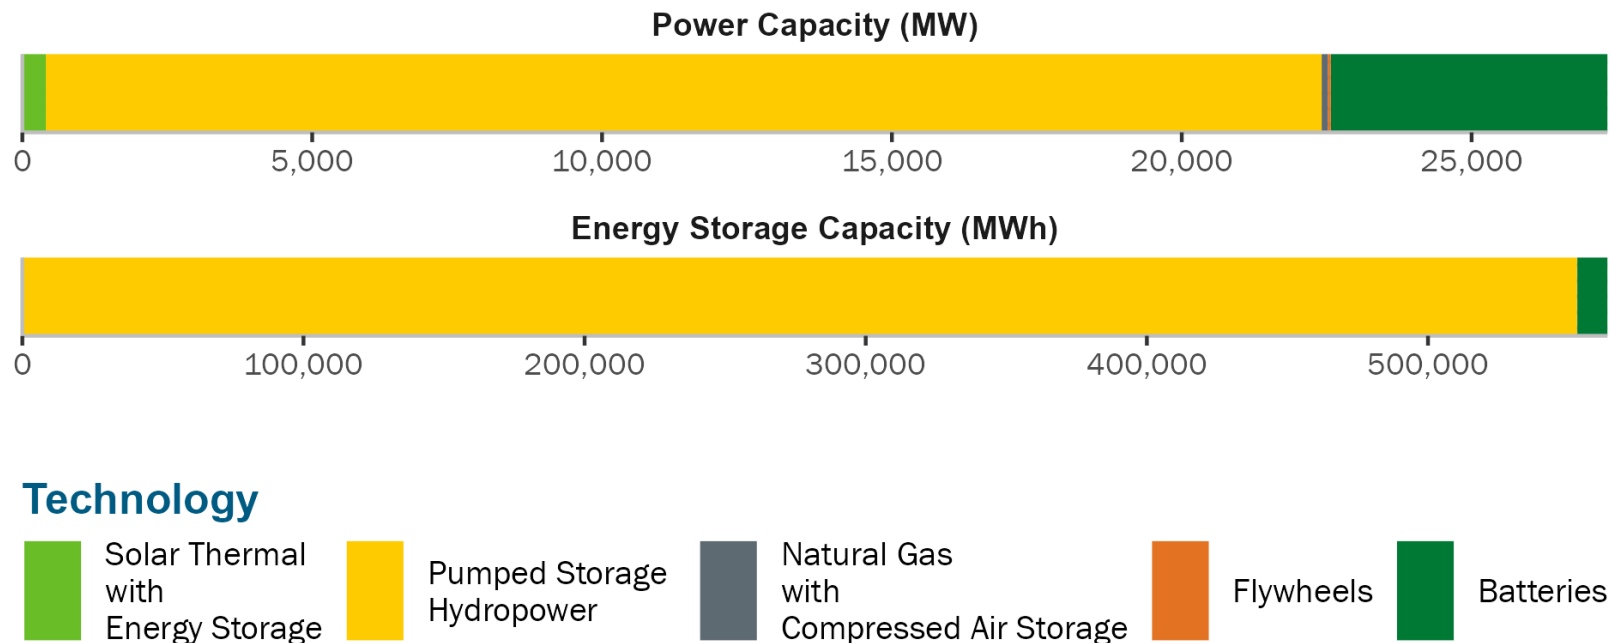 Power Capacity (MW)
0 5,000 10,000 15,000 20,000 25,000
Energy Storage Capacity (MWh)
0 100,000 200,000 300,000 400,000 500,000
Technology
Solar Thermal
with
Energy Storage
Pumped Storage
Hydropower
Natural Gas
with
Compressed Air Storage
Flywheels
Batteries